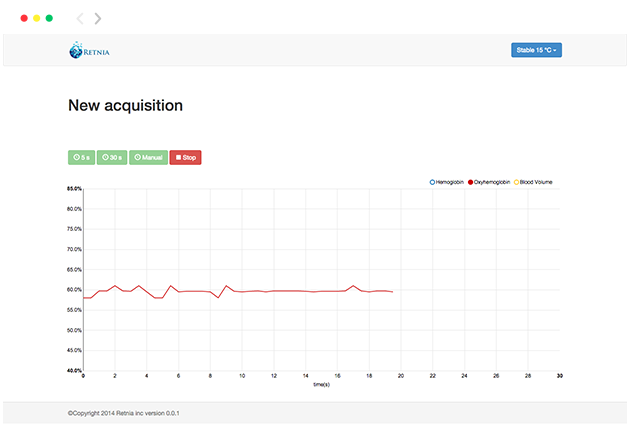 RETNIA
Stable 15 °C
New acquisition
5 s 30 s Manual Stop
Hemoglobin Oxyhemoglobin Blood Volume
85.0%
80.0%
75.0%
70.0%
65.0%
60.0%
55.0%
50.0%
45.0%
40.0%
0 2 4 6 8 10 12 14 16 18 20 22 24 26 28 30
time(s)
©Copyright 2014 Retnia inc version 0.0.1